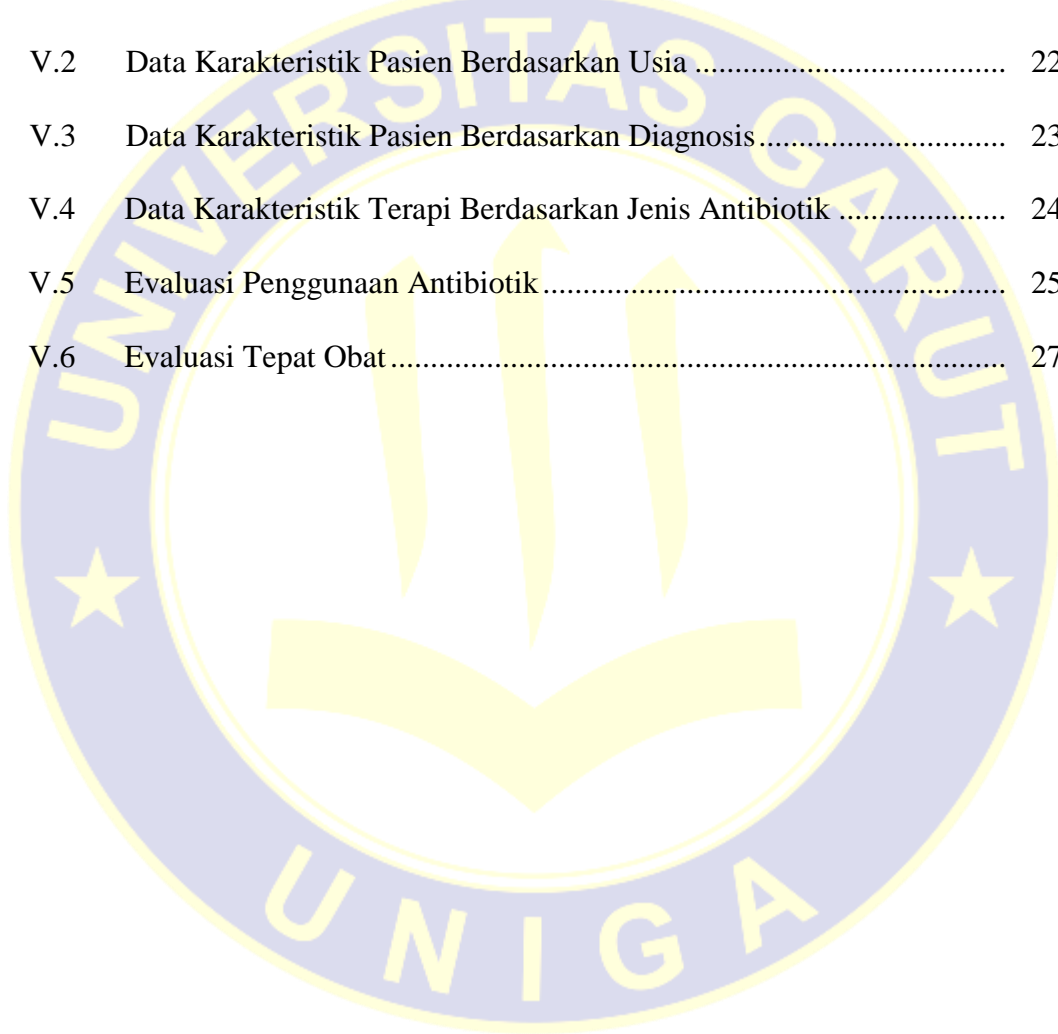 V.2 Data Karakteristik Pasien Berdasarkan Usia ....................................... 22
V.3 Data Karakteristik Pasien Berdasarkan Diagnosis............................... 23
V.4 Data Karakteristik Terapi Berdasarkan Jenis Antibiotik ..................... 24
V.5 Evaluasi Penggunaan Antibiotik.......................................................... 25
V.6 Evaluasi Tepat Obat............................................................................. 27
UNIVERSITAS GARUT
UNIGA